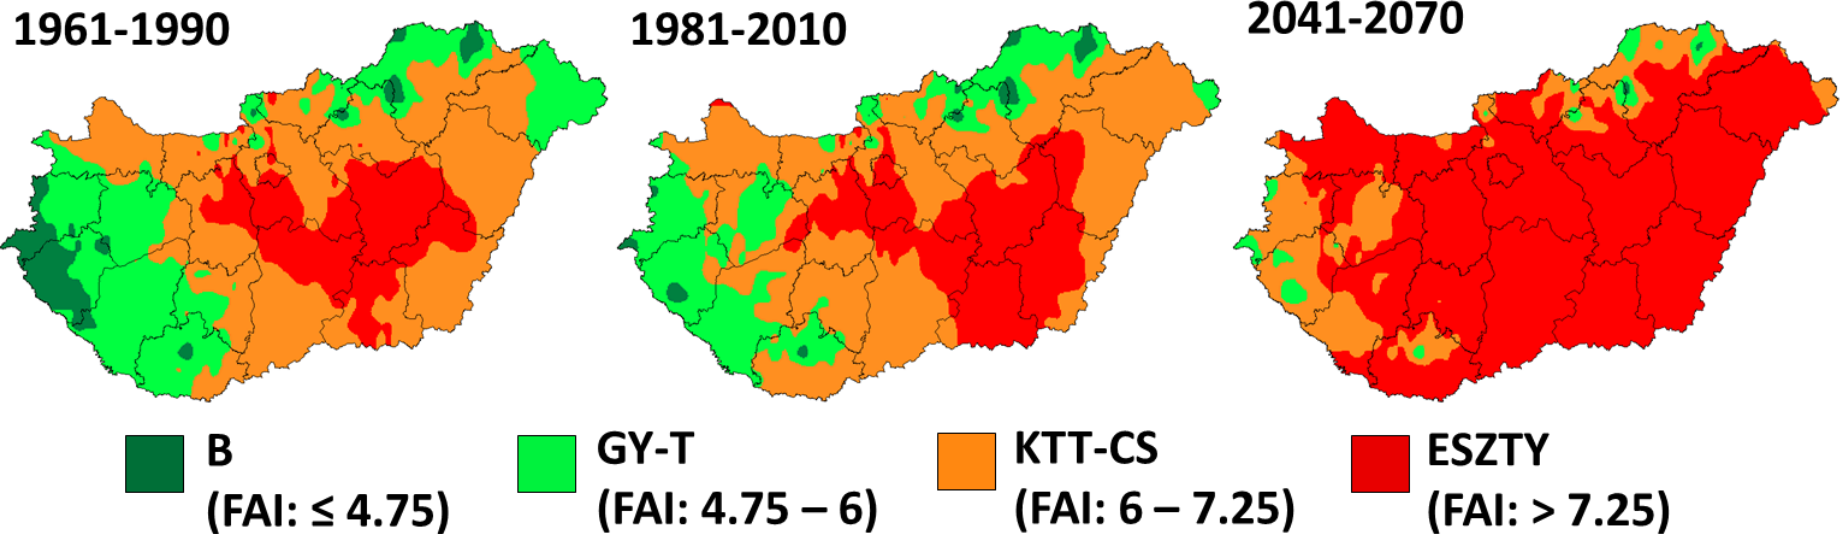 1961-1990
1981-2010
2041-2070
B
(FAI: ≤ 4.75)
GY-T
(FAI: 4.75 – 6)
KTT-CS
(FAI: 6 – 7.25)
ESZTY
(FAI: > 7.25)